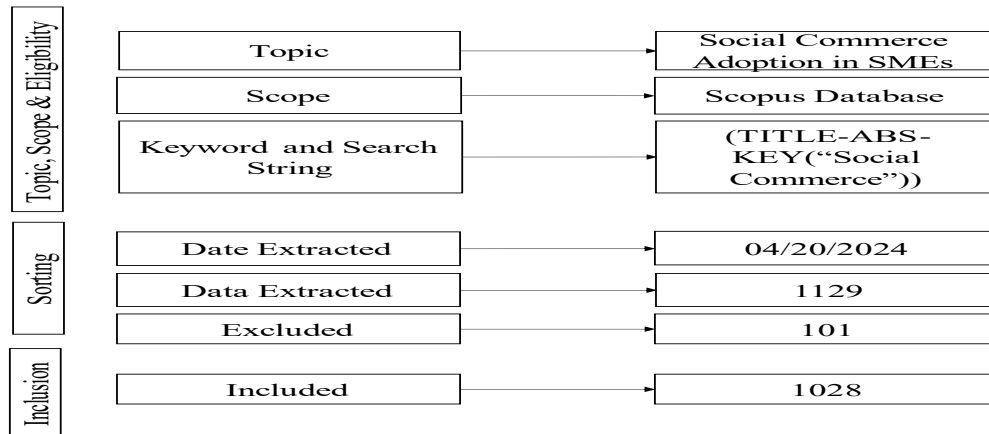 Topic, Scope & Eligibility
Topic
Social Commerce
Adoption in SMEs
Scope
Scopus Database
Keyword and Search
String
(TITLE-ABS-
KEY(“Social
Commerce”))
Sorting
Date Extracted
04/20/2024
Data Extracted
1129
Excluded
101
Inclusion
Included
1028